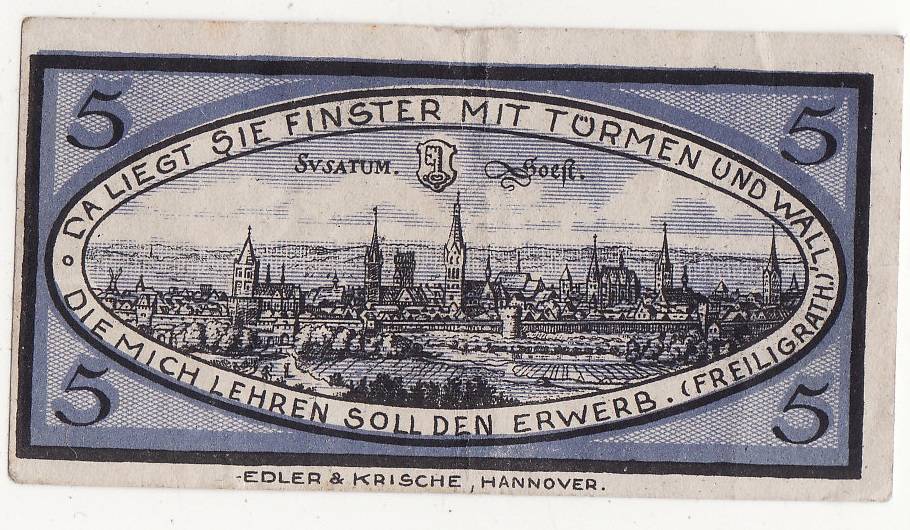 5 5
DA LIEGT SIE FINSTER MIT TÖRMEN UND WALL,
SVSATUM. Soest.
DIE MICH LEHREN SOLL DEN ERWERB. (FREILIGRATH.)
5 5
-EDLER & KRISCHE, HANNOVER.